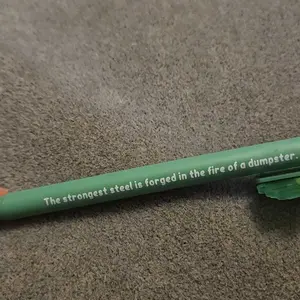 The strongest steel is forged in the fire of a dumpster.